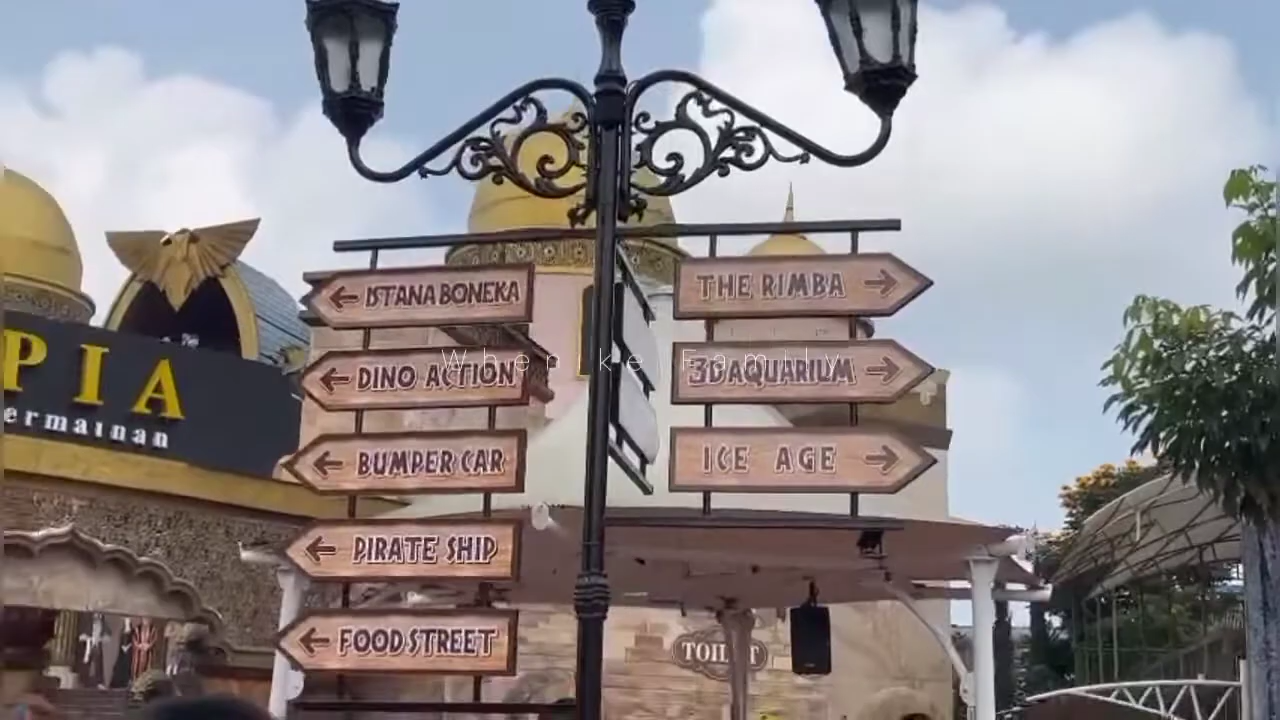 ISTANA BONEKA
DINO ACTION
BUMPER CAR
PIRATE SHIP
FOOD STREET
THE RIMBA
3D AQUARIUM
ICE AGE
PIA
ermainan
TOILET
Family